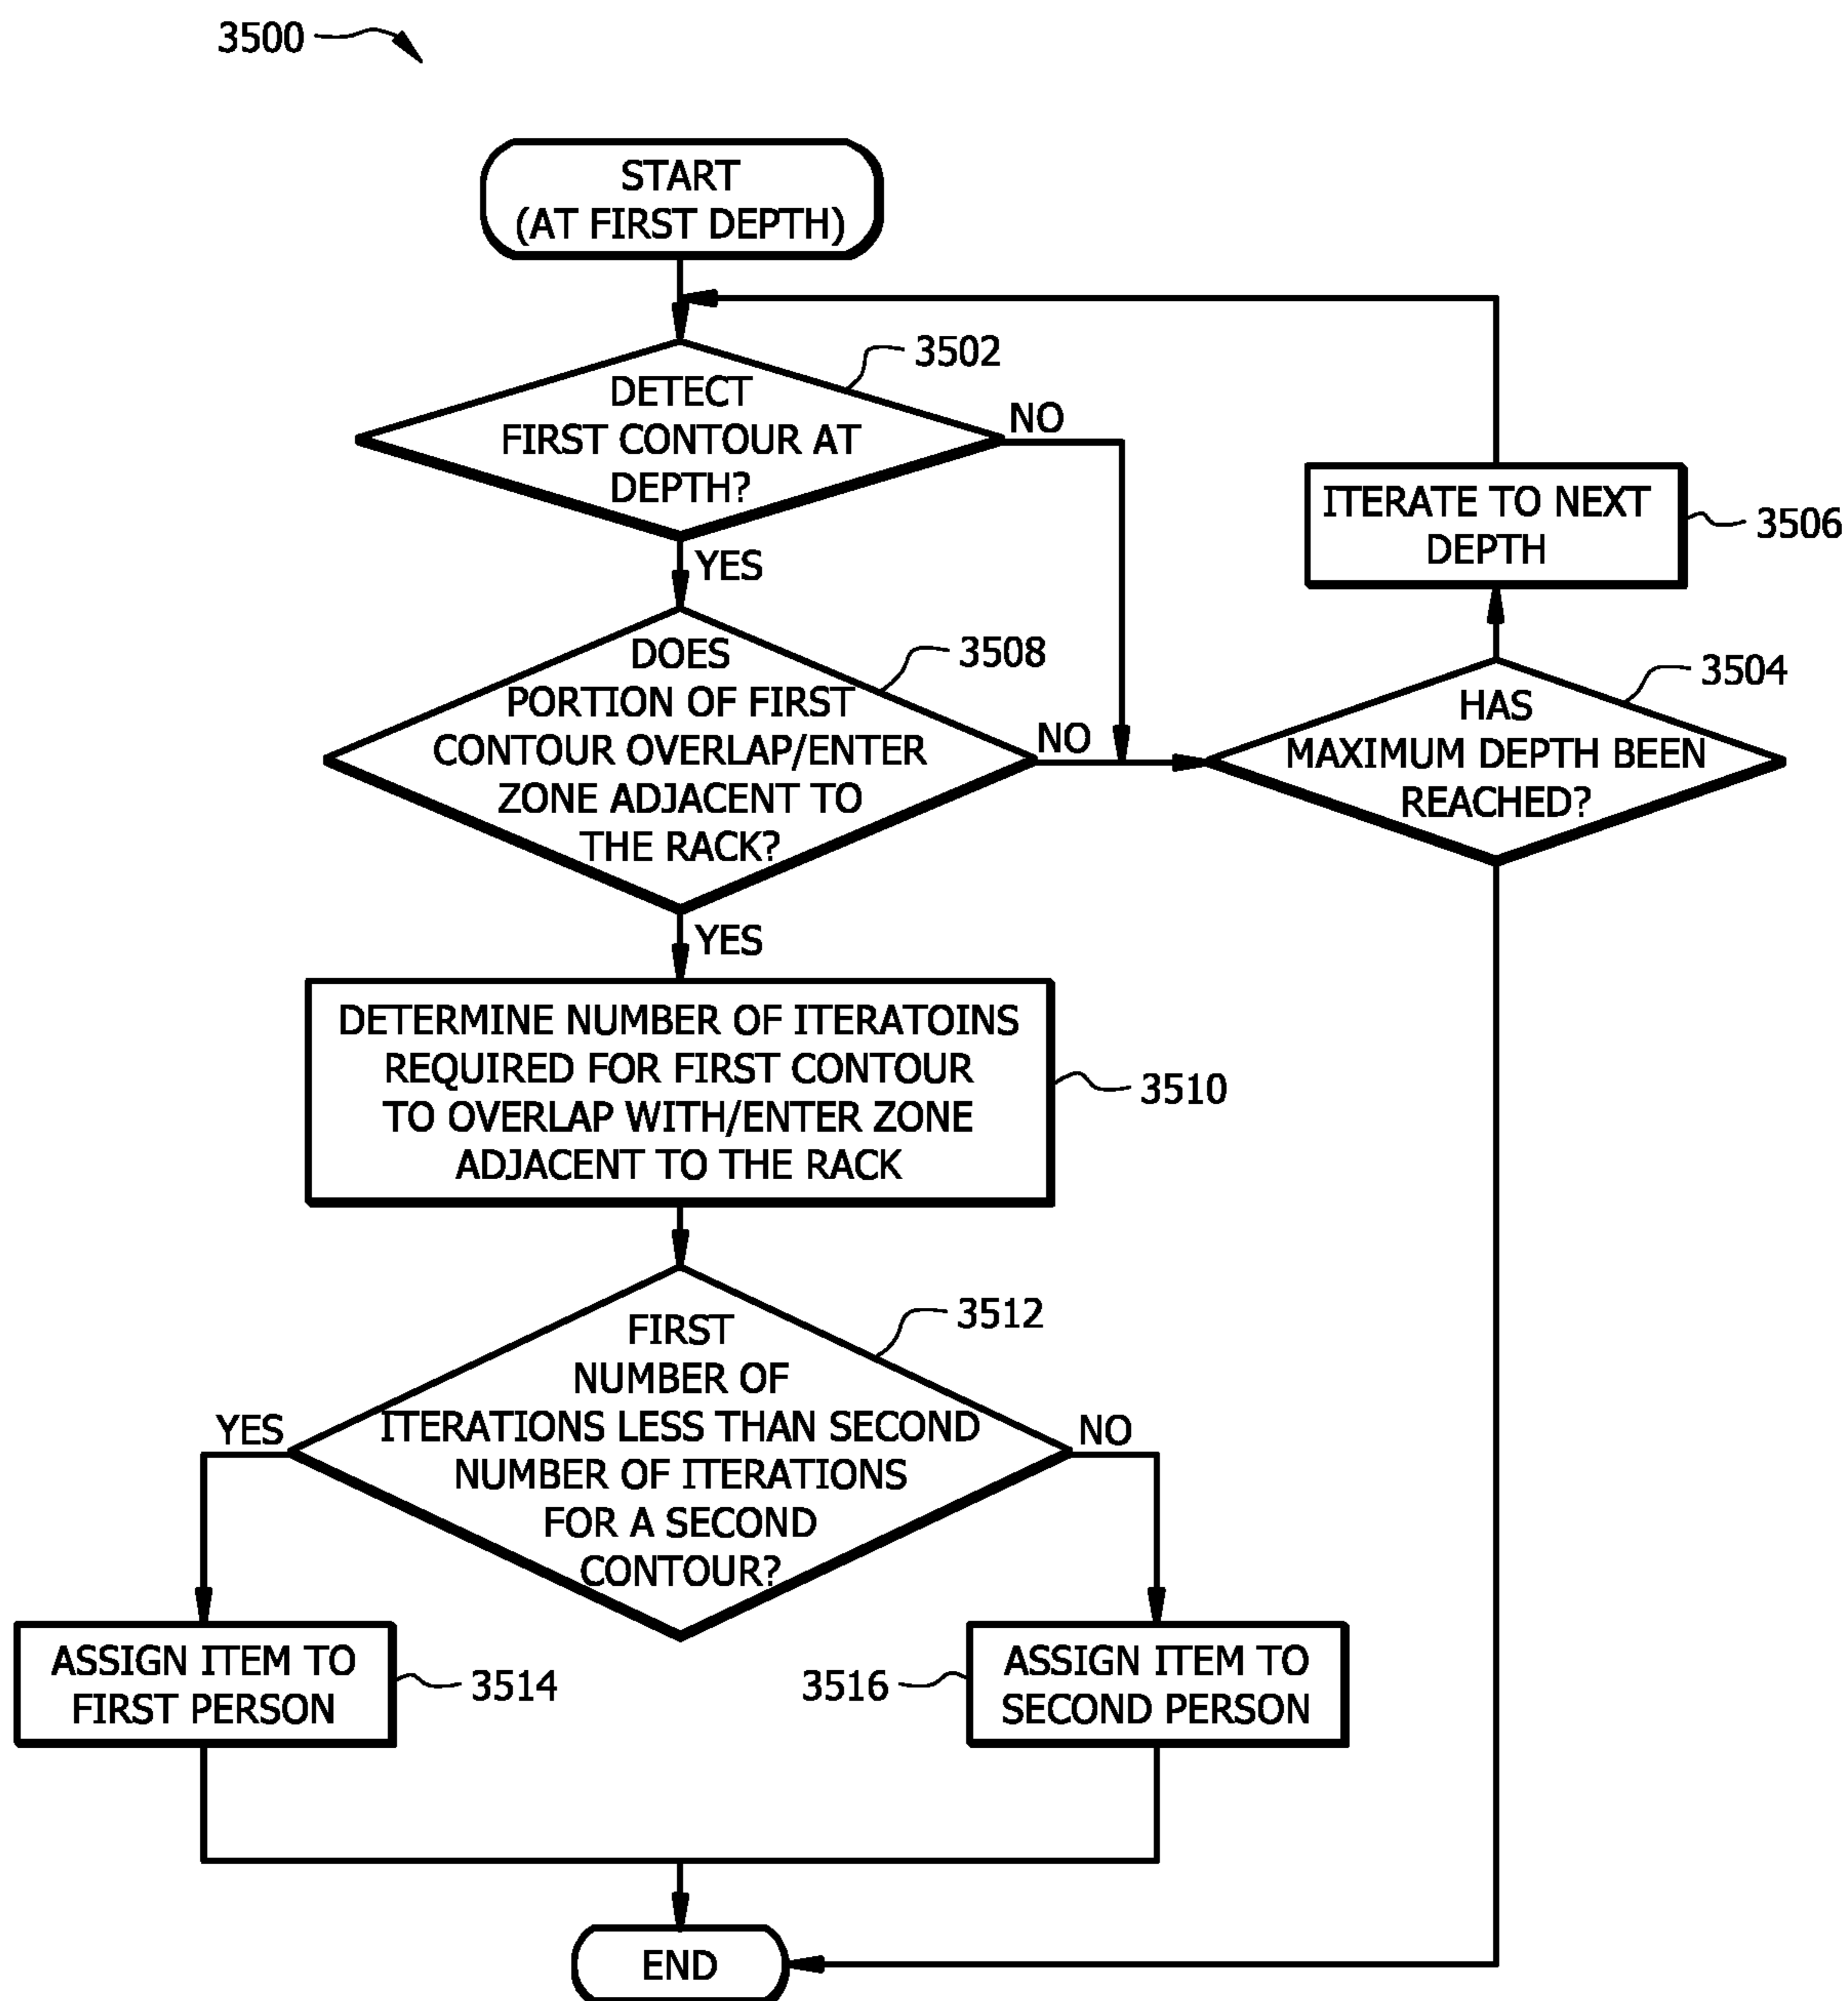 3500
START
(AT FIRST DEPTH)
3502
DETECT
FIRST CONTOUR AT
DEPTH?
NO
YES
ITERATE TO NEXT
DEPTH
3506
3508
DOES
PORTION OF FIRST
CONTOUR OVERLAP/ENTER
ZONE ADJACENT TO
THE RACK?
NO
YES
3504
HAS
MAXIMUM DEPTH BEEN
REACHED?
DETERMINE NUMBER OF ITERATOINS
REQUIRED FOR FIRST CONTOUR
TO OVERLAP WITH/ENTER ZONE
ADJACENT TO THE RACK
3510
3512
FIRST
NUMBER OF
ITERATIONS LESS THAN SECOND
NUMBER OF ITERATIONS
FOR A SECOND
CONTOUR?
YES
NO
ASSIGN ITEM TO
FIRST PERSON
3514
3516
ASSIGN ITEM TO
SECOND PERSON
END